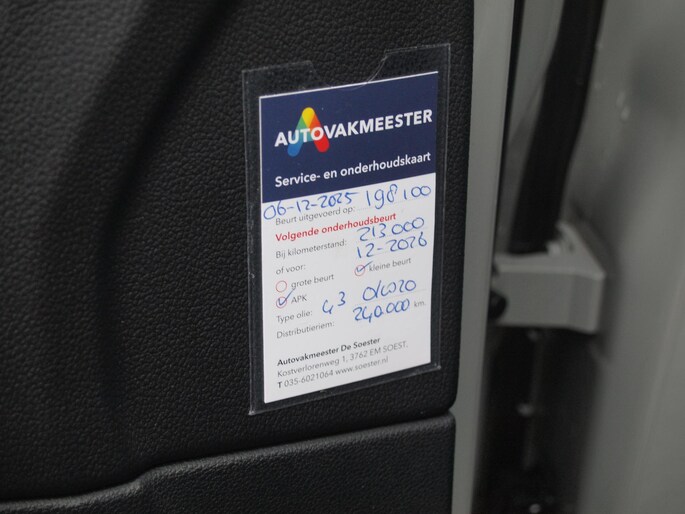 AUTOVAKMEESTER
Service- en onderhoudskaart
06-12-2025 198100
Beurt uitgevoerd op:
Volgende onderhoudsbeurt
Bij kilometerstand: 213000
of voor: 12-2026
grote beurt kleine beurt
APK
Type olie: C3 0W20
Distributieriem: 240.000 km.
Autovakmeester De Soester
Kostverlorenweg 1, 3762 EM SOEST,
T 035-6021064 www.soester.nl